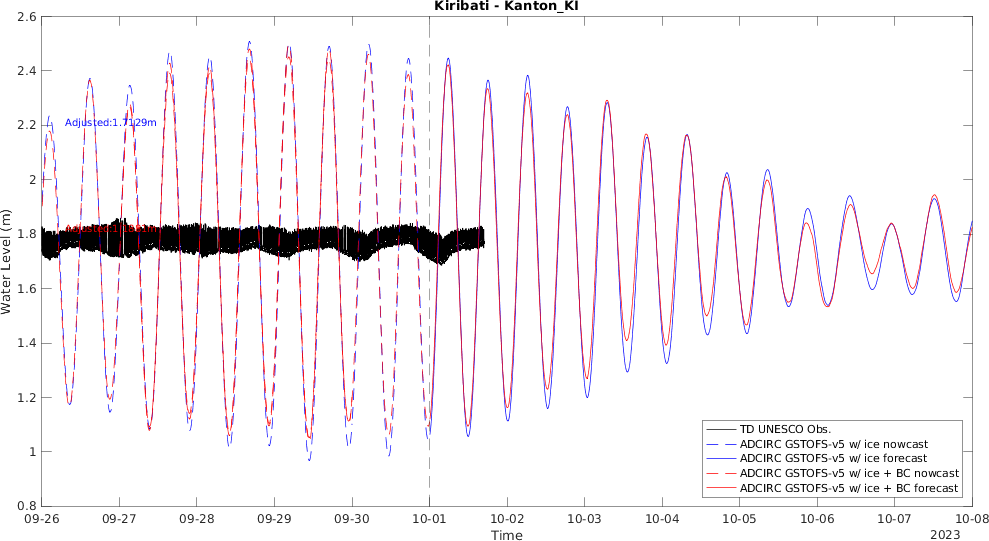 Kiribati - Kanton_KI
2.6
2.4
2.2
2
1.8
1.6
1.4
1.2
1
0.8
Water Level (m)
Adjusted:1.7129m
09-26
09-27
09-28
09-29
09-30
10-01
10-02
10-03
10-04
10-05
10-06
10-07
10-08
Time
2023
TD UNESCO Obs.
ADCIRC GSTOFS-v5 w/ ice nowcast
ADCIRC GSTOFS-v5 w/ ice forecast
ADCIRC GSTOFS-v5 w/ ice + BC nowcast
ADCIRC GSTOFS-v5 w/ ice + BC forecast